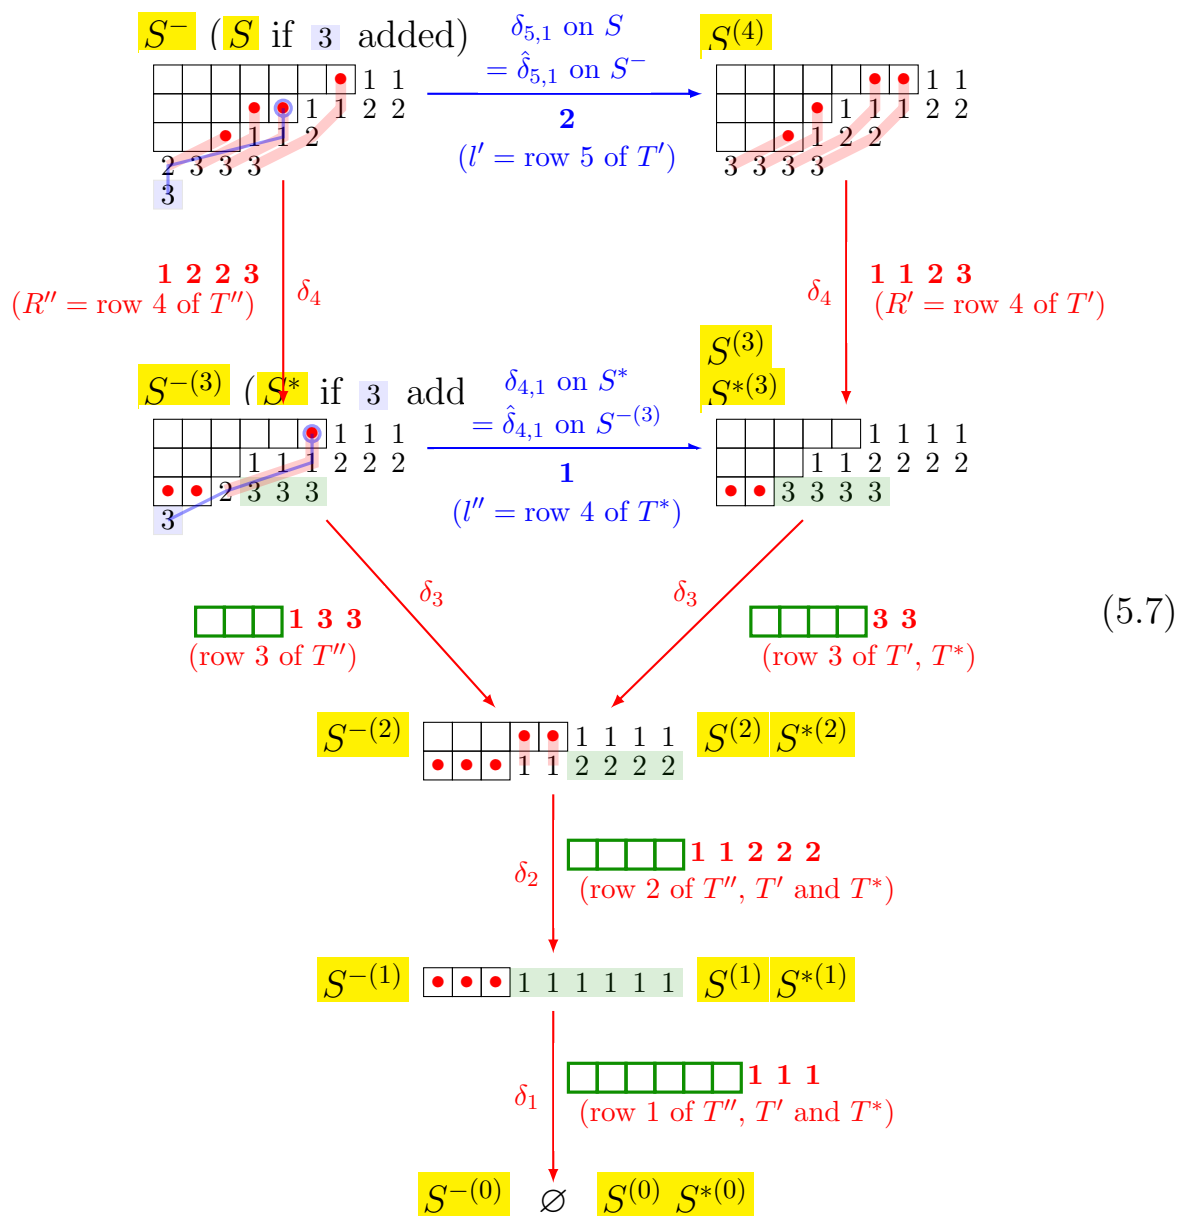 S⁻ (S if 3 added)
δ₅,₁ on S
= δ̂₅,₁ on S⁻
2
(l′ = row 5 of T′)
S⁽⁴⁾
1 1
1 1 2 2
1 1 2
2 3 3 3
3
1 1
1 1 1 2 2
1 2 2
3 3 3 3
1 2 2 3
(R″ = row 4 of T″)
δ₄
δ₄
1 1 2 3
(R′ = row 4 of T′)
S⁻⁽³⁾ (S* if 3 add
δ₄,₁ on S*
= δ̂₄,₁ on S⁻⁽³⁾
1
(l″ = row 4 of T*)
S⁽³⁾
S*⁽³⁾
1 1 1
1 1 1 2 2 2
2 3 3 3
3
1 1 1 1
1 1 2 2 2 2
3 3 3 3
δ₃
δ₃
1 3 3
(row 3 of T″)
3 3
(row 3 of T′, T*)
(5.7)
S⁻⁽²⁾
1 1 1 1
1 1 2 2 2 2
S⁽²⁾ S*⁽²⁾
δ₂
1 1 2 2 2
(row 2 of T″, T′ and T*)
S⁻⁽¹⁾
1 1 1 1 1 1
S⁽¹⁾ S*⁽¹⁾
δ₁
1 1 1
(row 1 of T″, T′ and T*)
S⁻⁽⁰⁾ ∅ S⁽⁰⁾ S*⁽⁰⁾